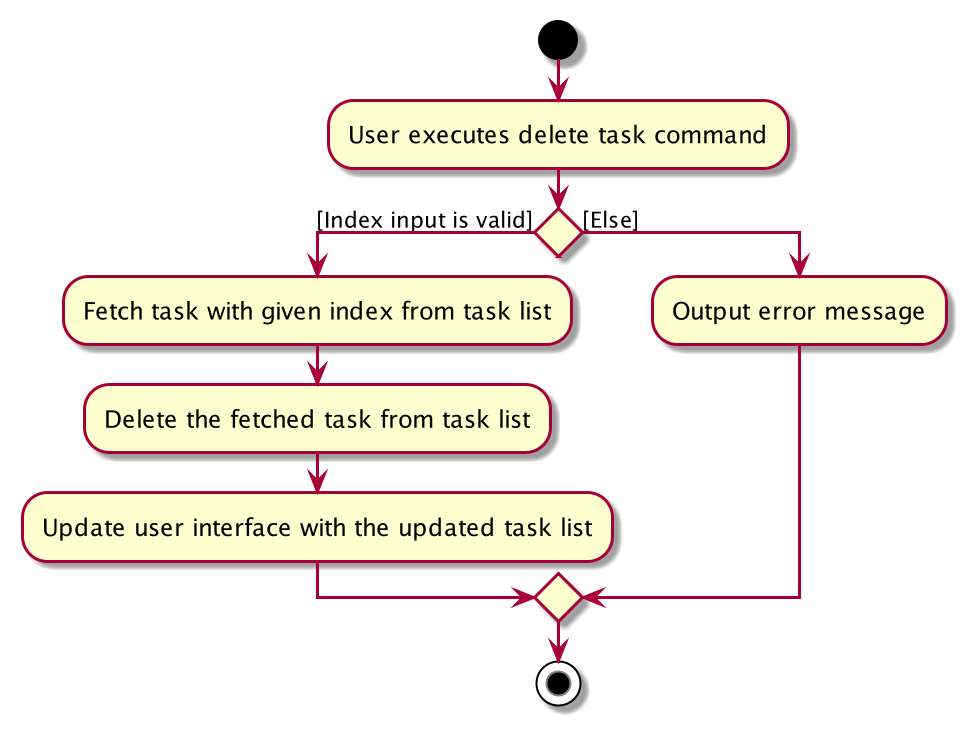 User executes delete task command
[Index input is valid]
[Else]
Fetch task with given index from task list
Output error message
Delete the fetched task from task list
Update user interface with the updated task list